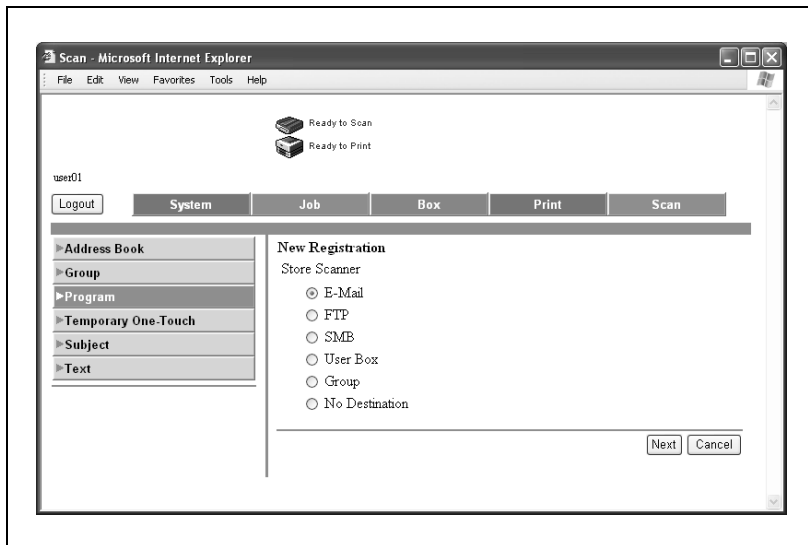 Scan - Microsoft Internet Explorer
File Edit View Favorites Tools Help
Ready to Scan
Ready to Print
user01
Logout System Job Box Print Scan
Address Book
Group
Program
Temporary One-Touch
Subject
Text
New Registration
Store Scanner
E-Mail
FTP
SMB
User Box
Group
No Destination
Next Cancel